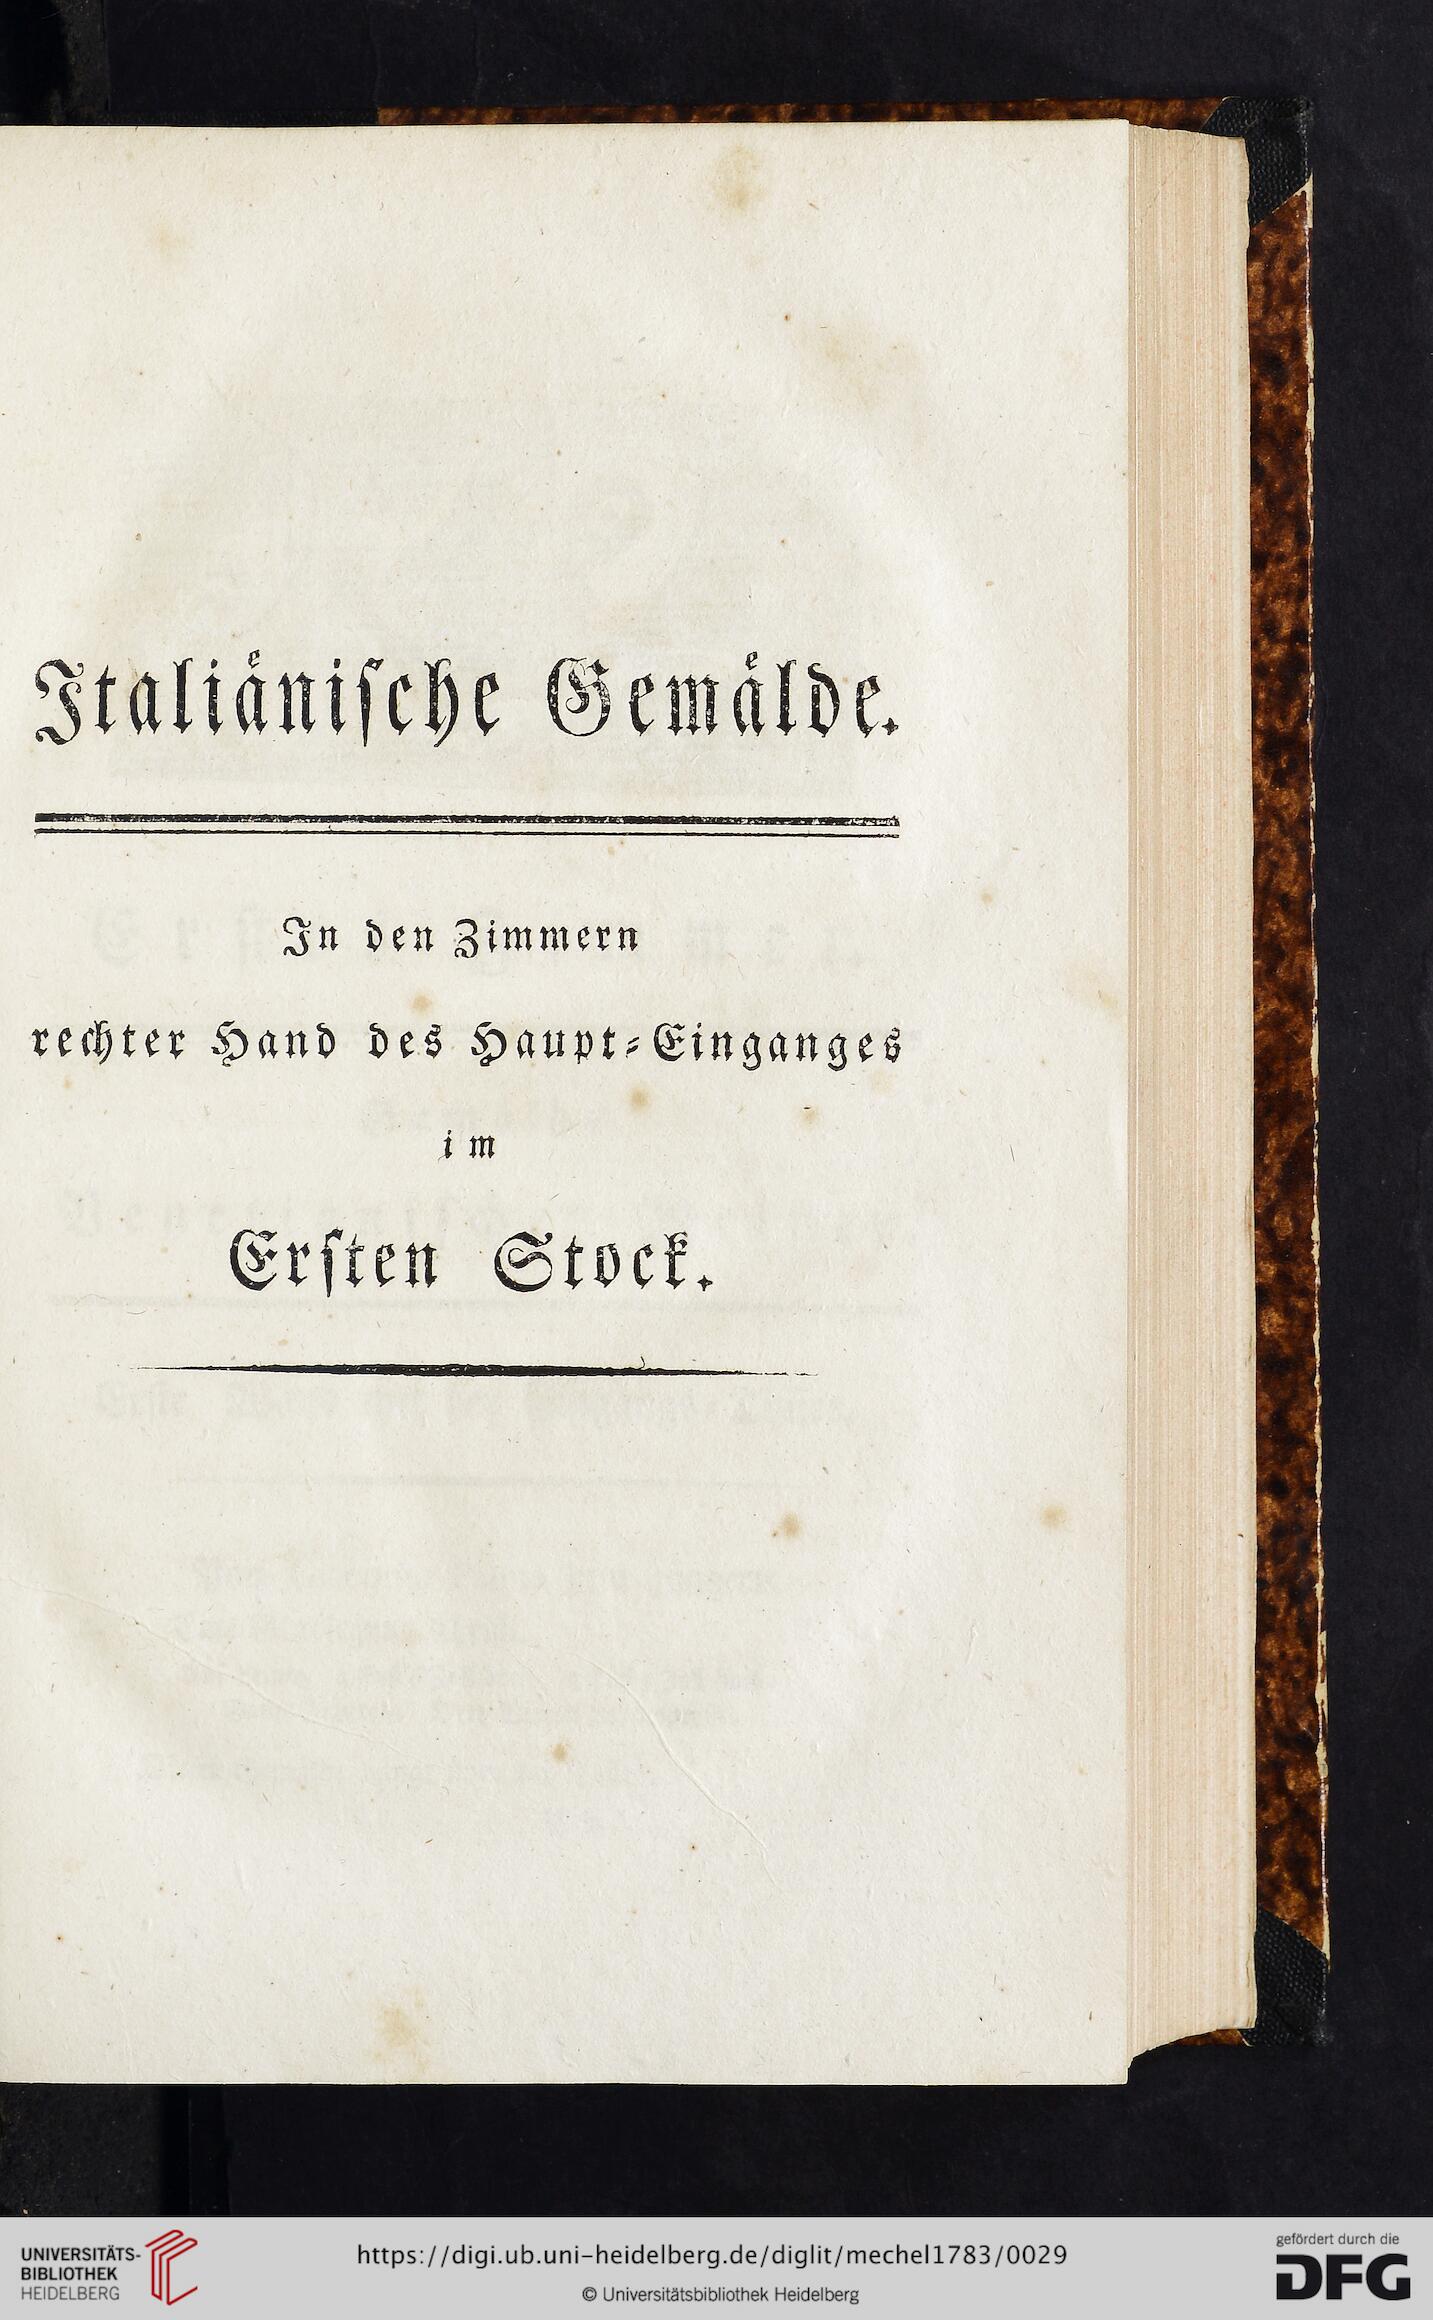 Italiänische Gemälde.
In den Zimmern
rechter Hand des Haupt-Einganges
im
Ersten Stock.
UNIVERSITÄTS-
BIBLIOTHEK
HEIDELBERG
https://digi.ub.uni-heidelberg.de/diglit/mechel1783/0029
© Universitätsbibliothek Heidelberg
gefördert durch die
DFG